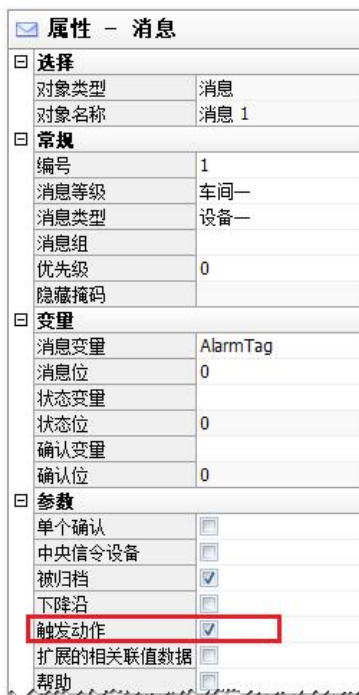 属性 - 消息
选择
对象类型 消息
对象名称 消息 1
常规
编号 1
消息等级 车间一
消息类型 设备一
消息组
优先级 0
隐藏掩码
变量
消息变量 AlarmTag
消息位 0
状态变量
状态位 0
确认变量
确认位 0
参数
单个确认
中央信令设备
被归档
下降沿
触发动作
扩展的相关联值数据
帮助